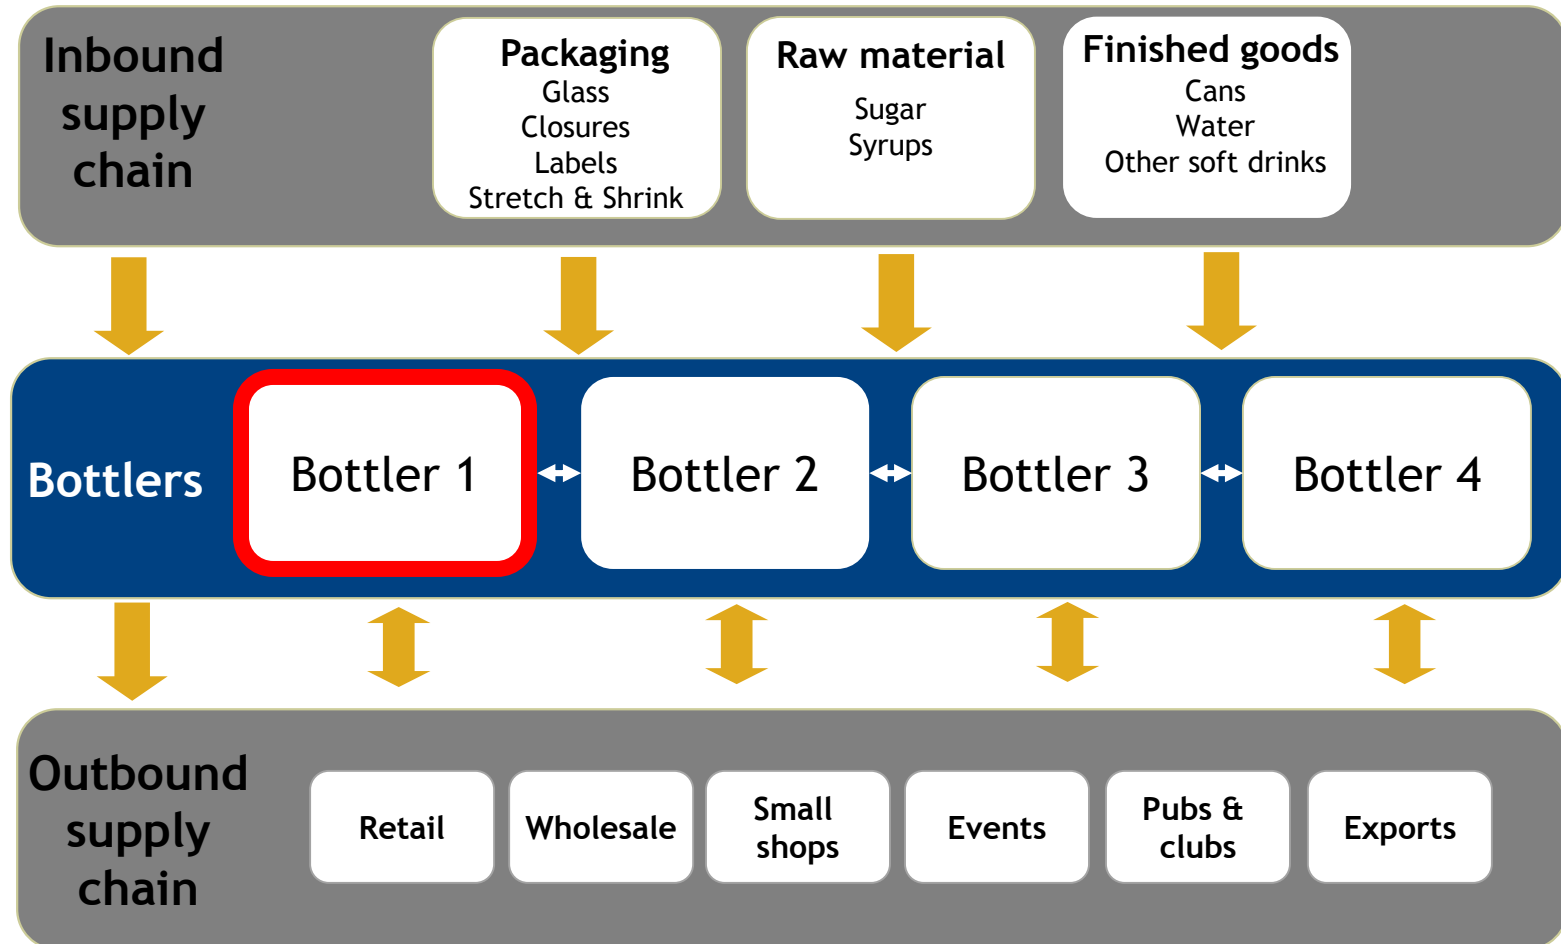 Inbound
supply
chain
Packaging
Glass
Closures
Labels
Stretch & Shrink
Raw material
Sugar
Syrups
Finished goods
Cans
Water
Other soft drinks
Bottlers
Bottler 1
Bottler 2
Bottler 3
Bottler 4
Outbound
supply
chain
Retail
Wholesale
Small
shops
Events
Pubs &
clubs
Exports